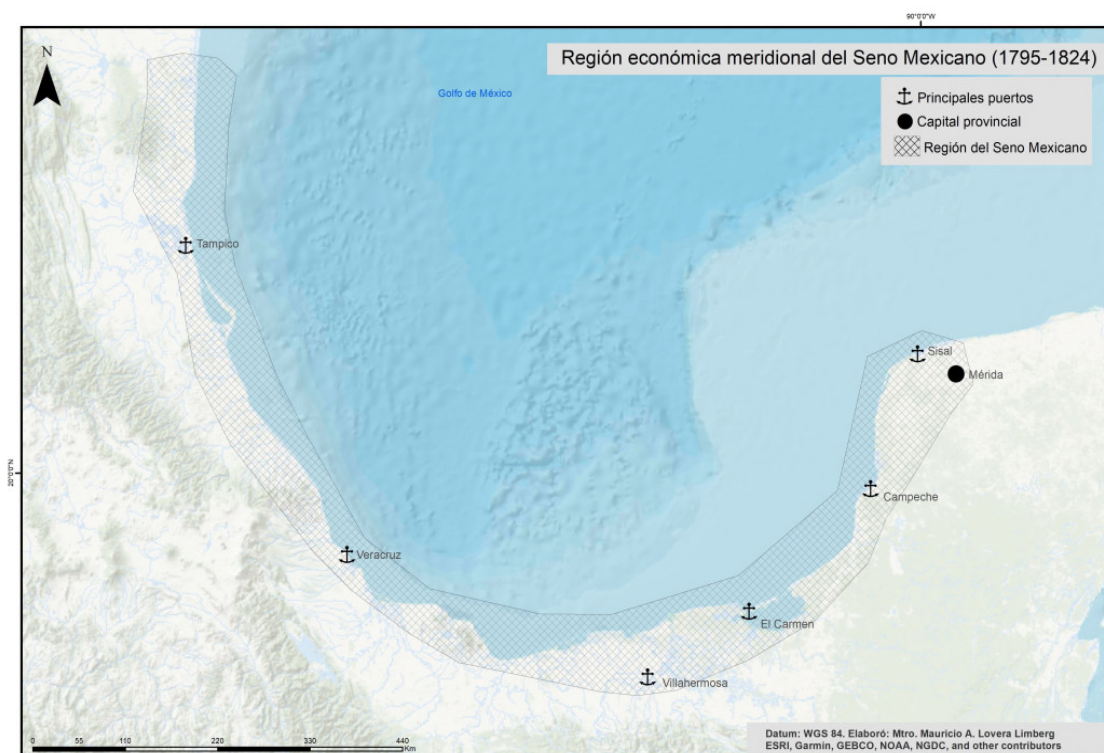 90°0'0"W
N
Región económica meridional del Seno Mexicano (1795-1824)
Golfo de México
Principales puertos
Capital provincial
Región del Seno Mexicano
Tampico
Sisal
Mérida
20°0'0"N
Campeche
Veracruz
El Carmen
Villahermosa
0 55 110 220 330 440
Km
Datum: WGS 84. Elaboró: Mtro. Mauricio A. Lovera Limberg
ESRI, Garmin, GEBCO, NOAA, NGDC, and other contributors